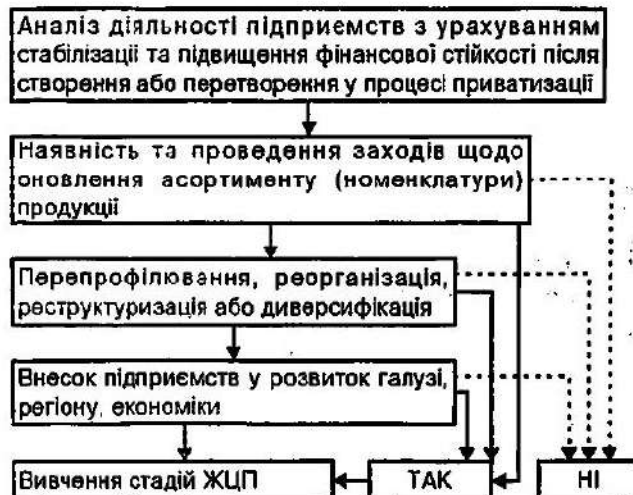 Аналіз діяльності підприємств з урахуванням
стабілізації та підвищення фінансової стійкості після
створення або перетворення у процесі приватизації
Наявність та проведення заходів щодо
оновлення асортименту (номенклатури)
продукції
Перепрофілювання, реорганізація,
реструктуризація або диверсифікація
Внесок підприємств у розвиток галузі,
регіону, економіки
Вивчення стадій ЖЦП
ТАК
НІ